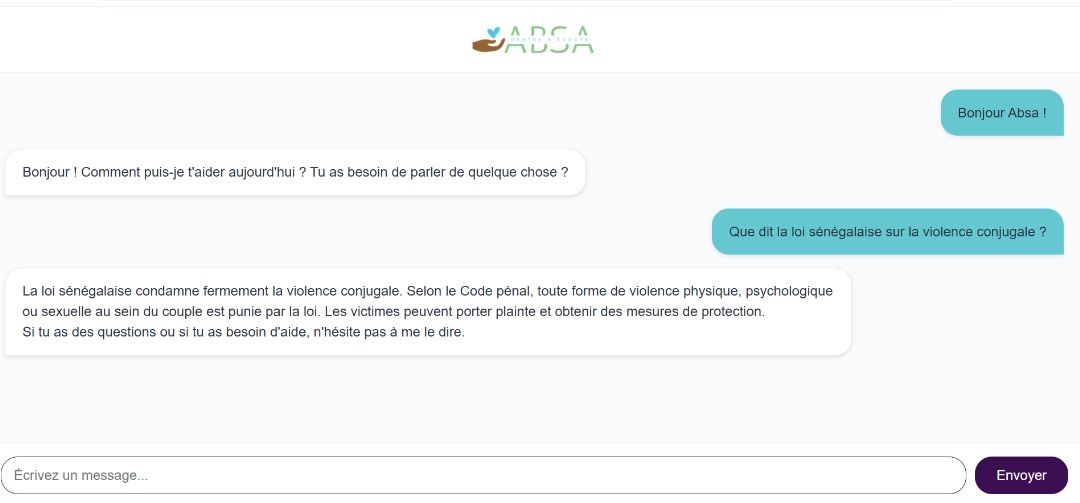 ABSA
Bonjour Absa !
Bonjour ! Comment puis-je t'aider aujourd'hui ? Tu as besoin de parler de quelque chose ?
Que dit la loi sénégalaise sur la violence conjugale ?
La loi sénégalaise condamne fermement la violence conjugale. Selon le Code pénal, toute forme de violence physique, psychologique
ou sexuelle au sein du couple est punie par la loi. Les victimes peuvent porter plainte et obtenir des mesures de protection.
Si tu as des questions ou si tu as besoin d'aide, n'hésite pas à me le dire.
Écrivez un message...
Envoyer